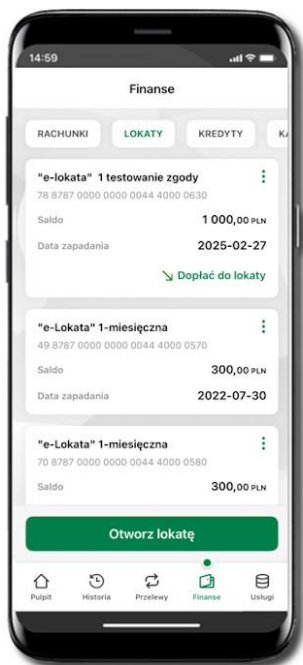 14:59
Finanse
RACHUNKI LOKATY KREDYTY KA
"e-lokata" 1 testowanie zgody
78 8787 0000 0000 0044 4000 0630
Saldo 1 000,00 PLN
Data zapadania 2025-02-27
Dopłać do lokaty
"e-Lokata" 1-miesięczna
49 8787 0000 0000 0044 4000 0570
Saldo 300,00 PLN
Data zapadania 2022-07-30
"e-Lokata" 1-miesięczna
70 8787 0000 0000 0044 4000 0580
Saldo 300,00 PLN
Otworz lokatę
Pulpit Historia Przelewy Finanse Usługi